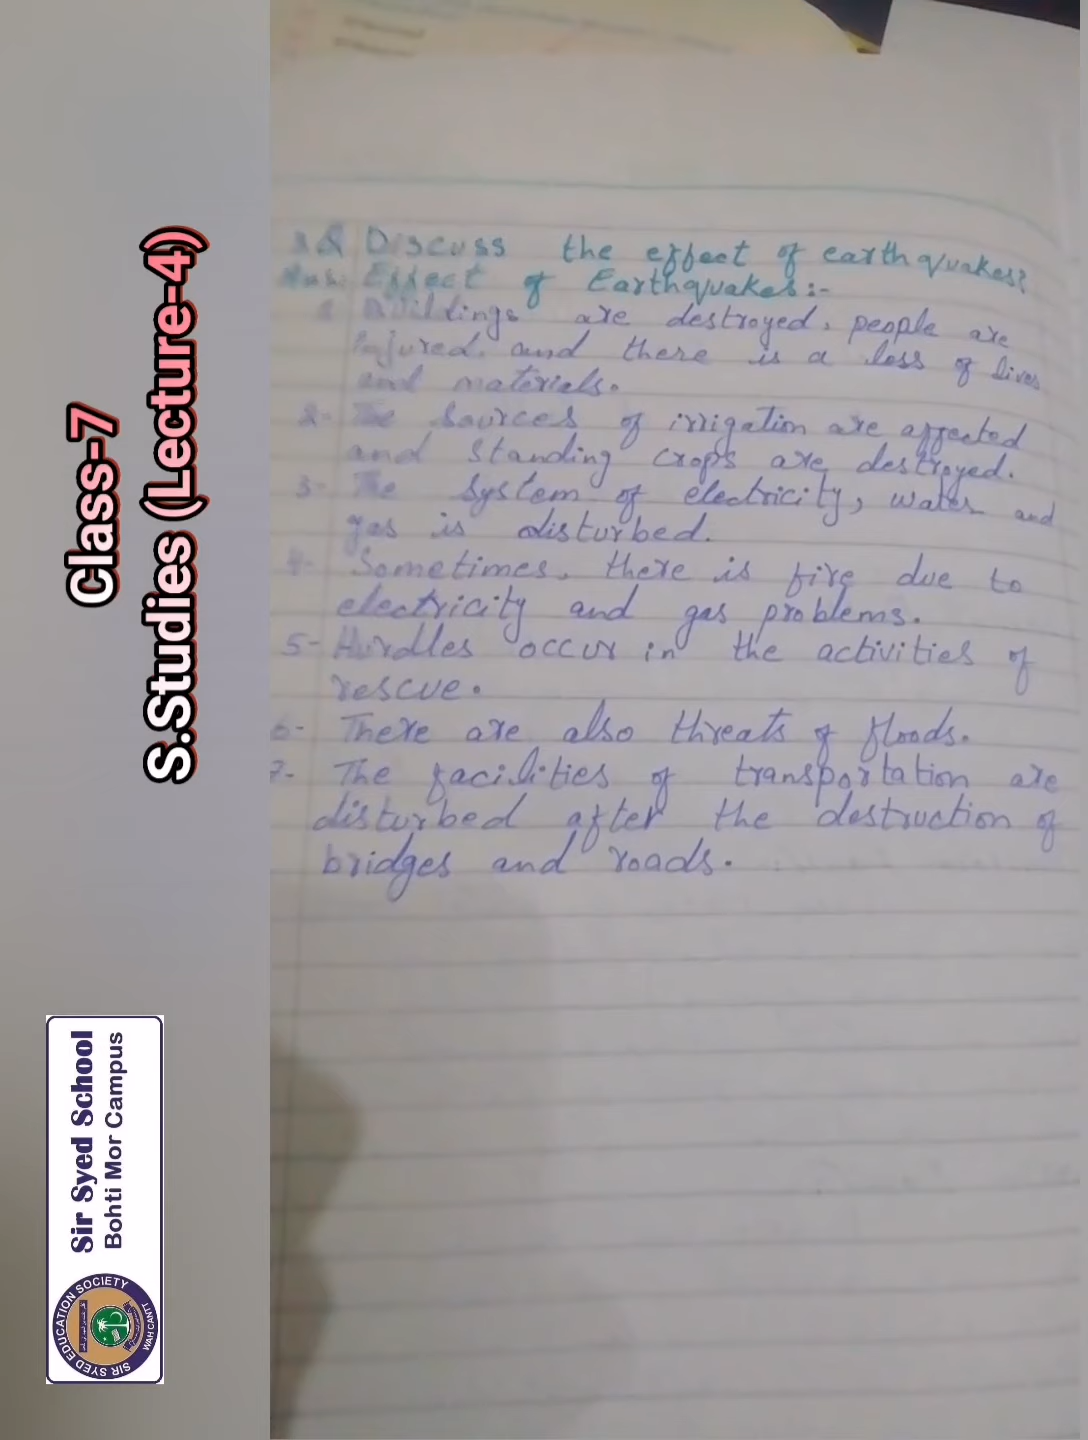 Class-7
S.Studies (Lecture-4)
Sir Syed School
Bohti Mor Campus
SIR SYED EDUCATION SOCIETY
WAH CANTT
3 Q Discuss the effect of earthquakes?
Ans: Effect of Earthquakes:-
1 Buildings are destroyed, people are
injured, and there is a loss of lives
and materials.
2- The sources of irrigation are affected
and standing crops are destroyed.
3- The system of electricity, water and
gas is disturbed.
4- Sometimes, there is fire due to
electricity and gas problems.
5- Hurdles occur in the activities of
rescue.
6- There are also threats of floods.
7- The facilities of transportation are
disturbed after the destruction of
bridges and roads.